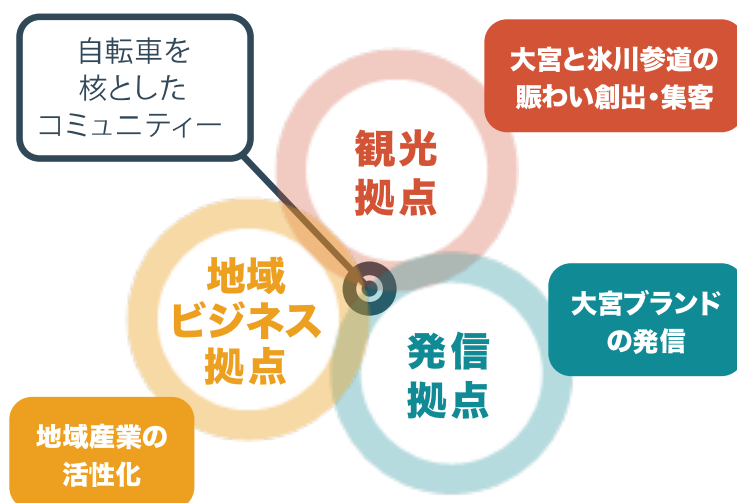 自転車を
核とした
コミュニティー
大宮と氷川参道の
賑わい創出・集客
観光
拠点
地域
ビジネス
拠点
発信
拠点
大宮ブランド
の発信
地域産業の
活性化